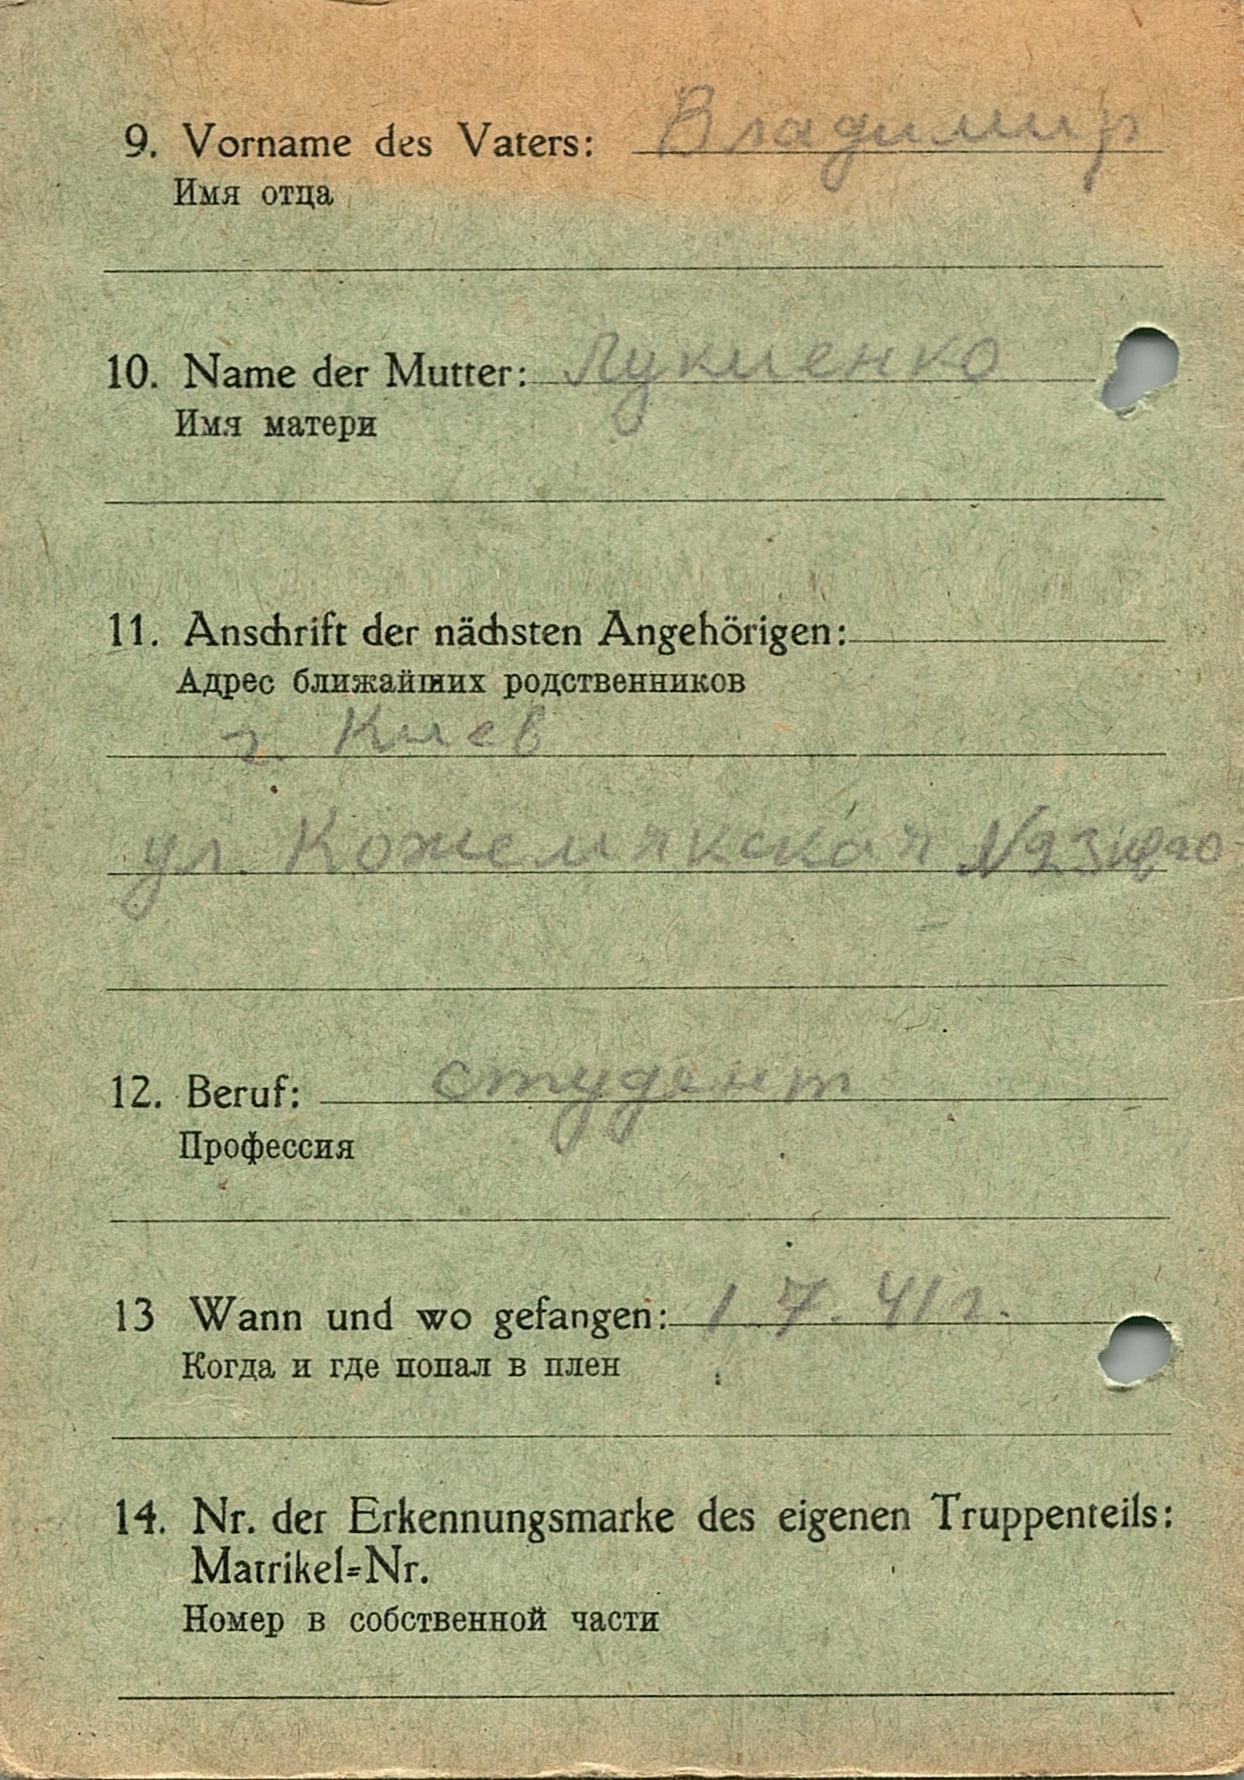 9. Vorname des Vaters: Владимир
Имя отца
10. Name der Mutter: Лукиенко
Имя матери
11. Anschrift der nächsten Angehörigen:
Адрес ближайших родственников
г. Киев
ул. Кожемякская №23
12. Beruf: студент
Профессия
13 Wann und wo gefangen: 1.7.41 г.
Когда и где попал в плен
14. Nr. der Erkennungsmarke des eigenen Truppenteils:
Matrikel=Nr.
Номер в собственной части